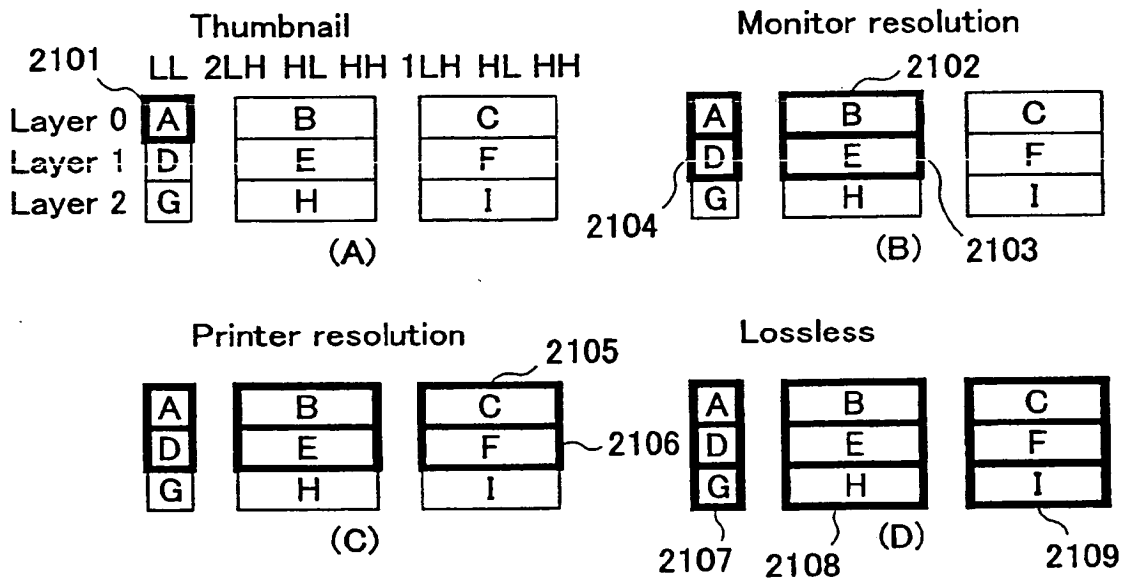 Thumbnail
Monitor resolution
2101
LL 2LH HL HH 1LH HL HH
2102
Layer 0 A B C
A B C
Layer 1 D E F
D E F
Layer 2 G H I
G H I
2104
2103
(A)
(B)
Printer resolution
Lossless
2105
A B C
A B C
D E F
2106
D E F
G H I
G H I
(C)
2107
2108
(D)
2109